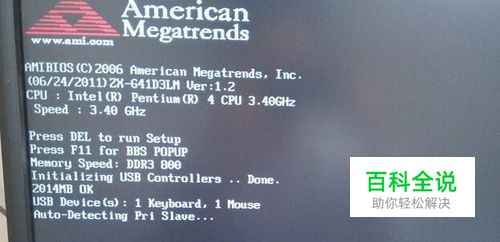 American
Megatrends
www.ami.com
AMIBIOS(C)2006 American Megatrends, Inc.
(06/24/2011)ZX-G41D3LM Ver:1.2
CPU : Intel(R) Pentium(R) 4 CPU 3.40GHz
Speed : 3.40 GHz
Press DEL to run Setup
Press F11 for BBS POPUP
Memory Speed: DDR3 800
Initializing USB Controllers .. Done.
2014MB OK
USB Device(s): 1 Keyboard, 1 Mouse
Auto-Detecting Pri Slave...
百科全说
助你轻松解决